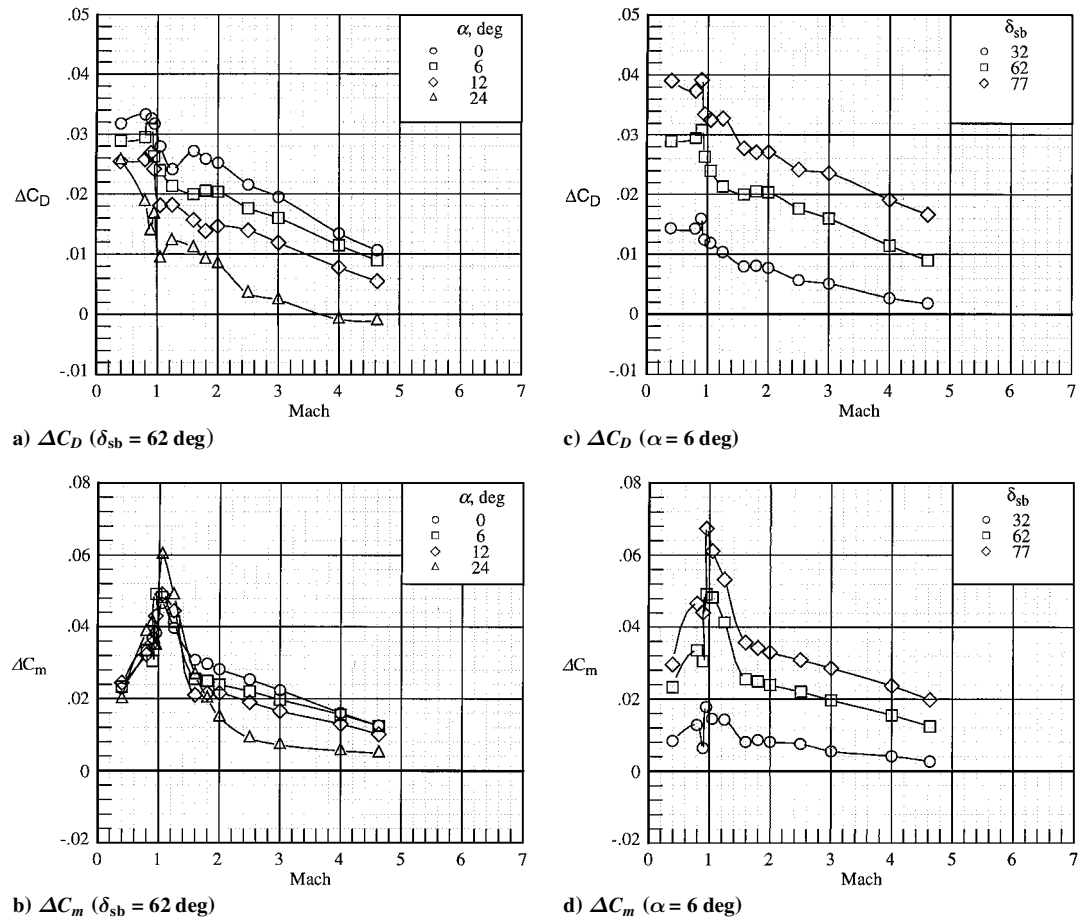 .05
.04
.03
ΔC_D
.02
.01
0
-.01
0 1 2 3 4 5 6 7
Mach
α, deg
0
6
12
24
a) ΔC_D (δ_sb = 62 deg)
.05
.04
.03
ΔC_D
.02
.01
0
-.01
0 1 2 3 4 5 6 7
Mach
δ_sb
32
62
77
c) ΔC_D (α = 6 deg)
.08
.06
.04
ΔC_m
.02
0
-.02
0 1 2 3 4 5 6 7
Mach
α, deg
0
6
12
24
b) ΔC_m (δ_sb = 62 deg)
.08
.06
.04
ΔC_m
.02
0
-.02
0 1 2 3 4 5 6 7
Mach
δ_sb
32
62
77
d) ΔC_m (α = 6 deg)